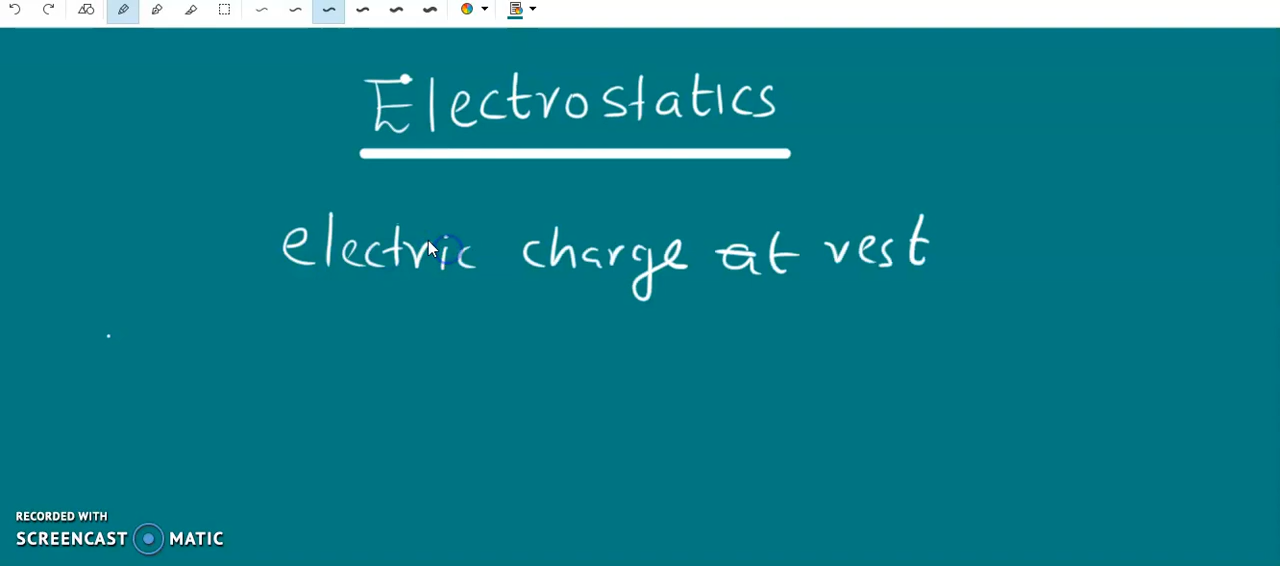 Electrostatics
electric charge at rest
RECORDED WITH
SCREENCAST MATIC